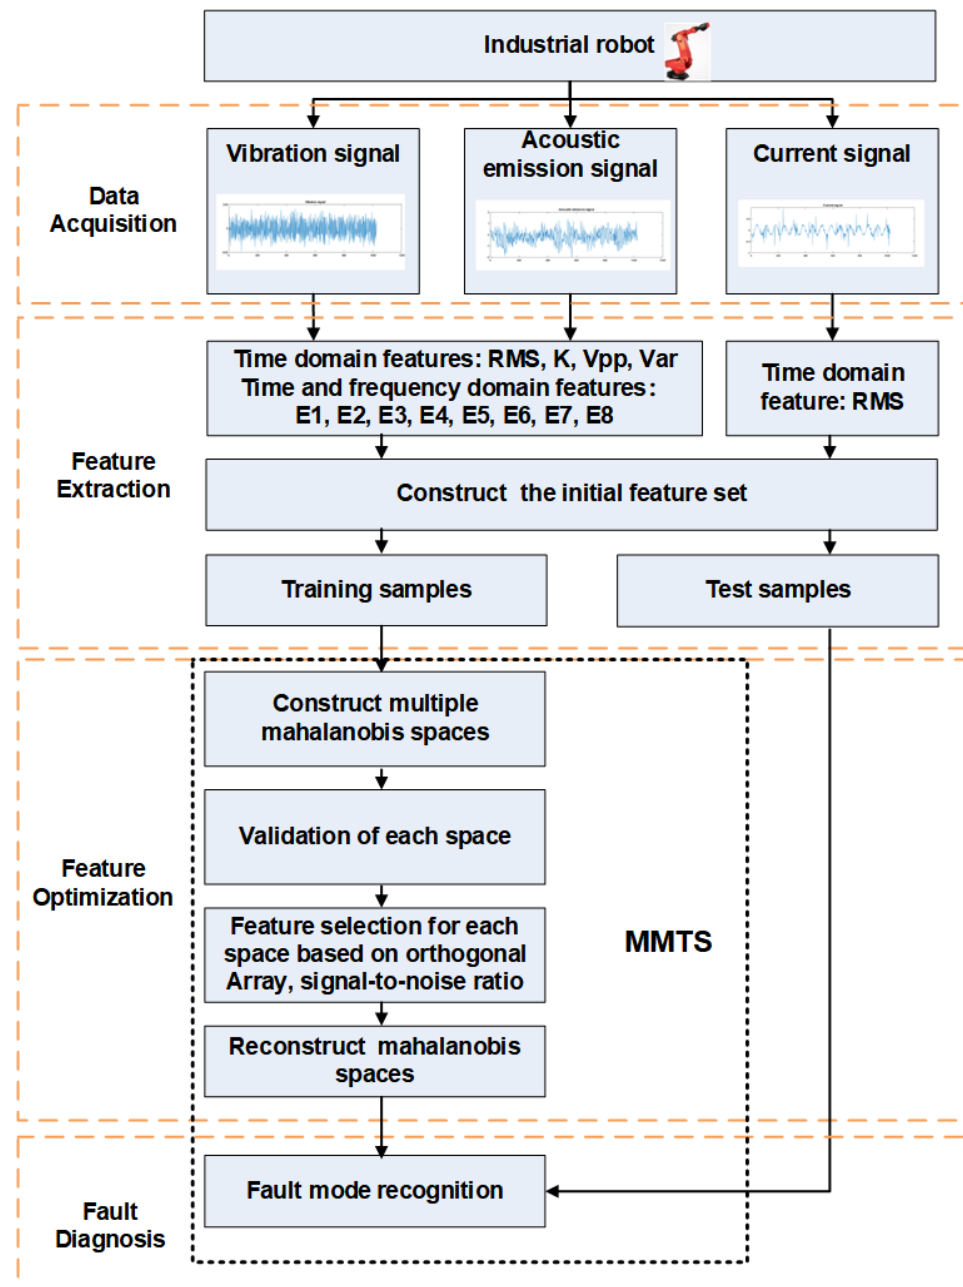 Industrial robot
Data
Acquisition
Vibration signal
Acoustic
emission signal
Current signal
Feature
Extraction
Time domain features: RMS, K, Vpp, Var
Time and frequency domain features:
E1, E2, E3, E4, E5, E6, E7, E8
Time domain
feature: RMS
Construct the initial feature set
Training samples
Test samples
Feature
Optimization
Construct multiple
mahalanobis spaces
Validation of each space
Feature selection for each
space based on orthogonal
Array, signal-to-noise ratio
MMTS
Reconstruct mahalanobis
spaces
Fault
Diagnosis
Fault mode recognition